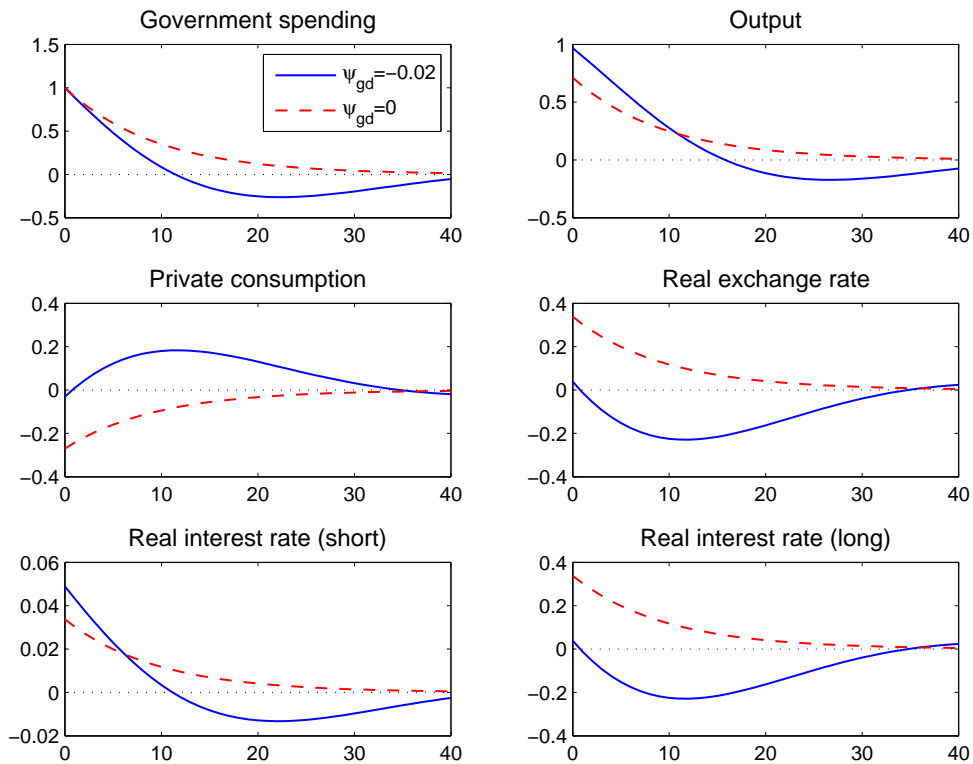 Government spending
1.5
1
0.5
0
−0.5
0 10 20 30 40
ψgd=−0.02
ψgd=0
Output
1
0.5
0
−0.5
0 10 20 30 40
Private consumption
0.4
0.2
0
−0.2
−0.4
0 10 20 30 40
Real exchange rate
0.4
0.2
0
−0.2
−0.4
0 10 20 30 40
Real interest rate (short)
0.06
0.04
0.02
0
−0.02
0 10 20 30 40
Real interest rate (long)
0.4
0.2
0
−0.2
−0.4
0 10 20 30 40